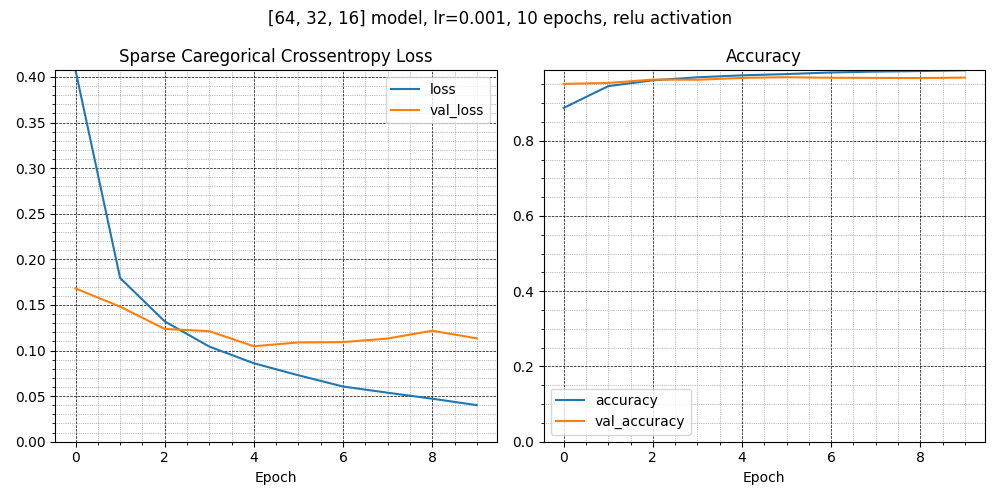 [64, 32, 16] model, lr=0.001, 10 epochs, relu activation
Sparse Caregorical Crossentropy Loss
0.40
0.35
0.30
0.25
0.20
0.15
0.10
0.05
0.00
0 2 4 6 8
Epoch
loss
val_loss
Accuracy
0.8
0.6
0.4
0.2
0.0
0 2 4 6 8
Epoch
accuracy
val_accuracy